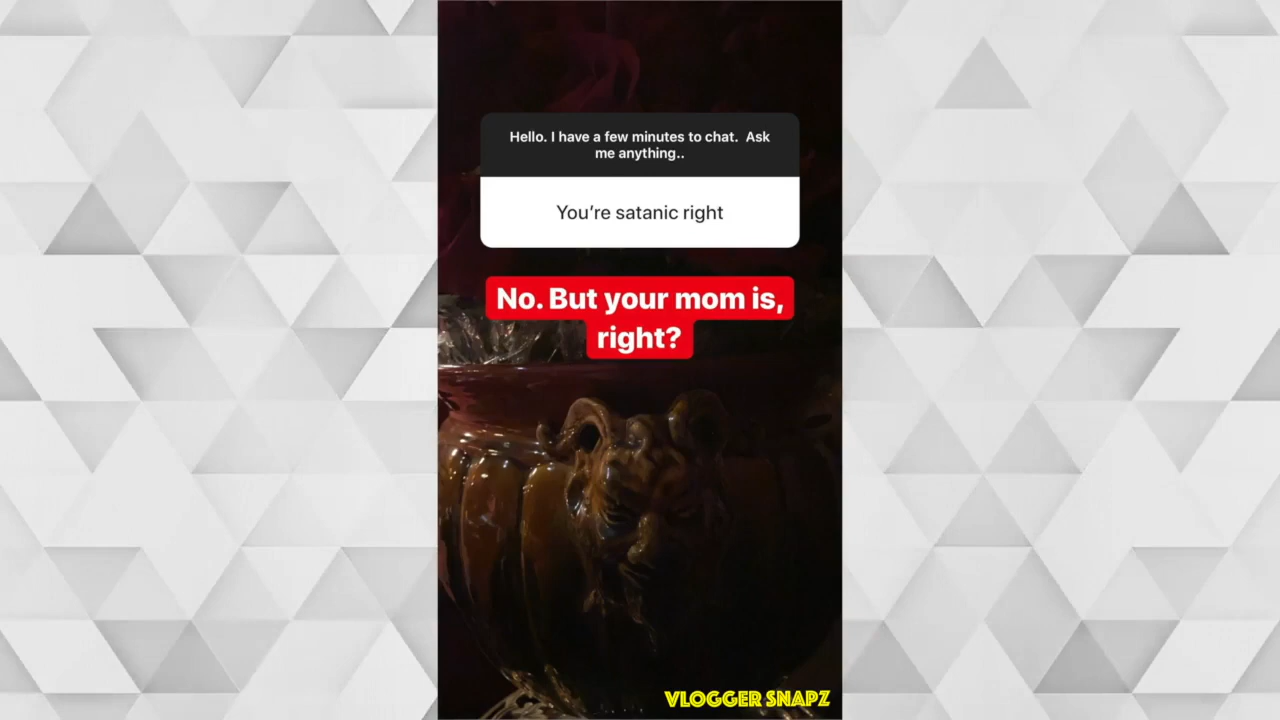 Hello. I have a few minutes to chat.  Ask
me anything..
You’re satanic right
No. But your mom is,
right?
VLOGGER SNAPZ